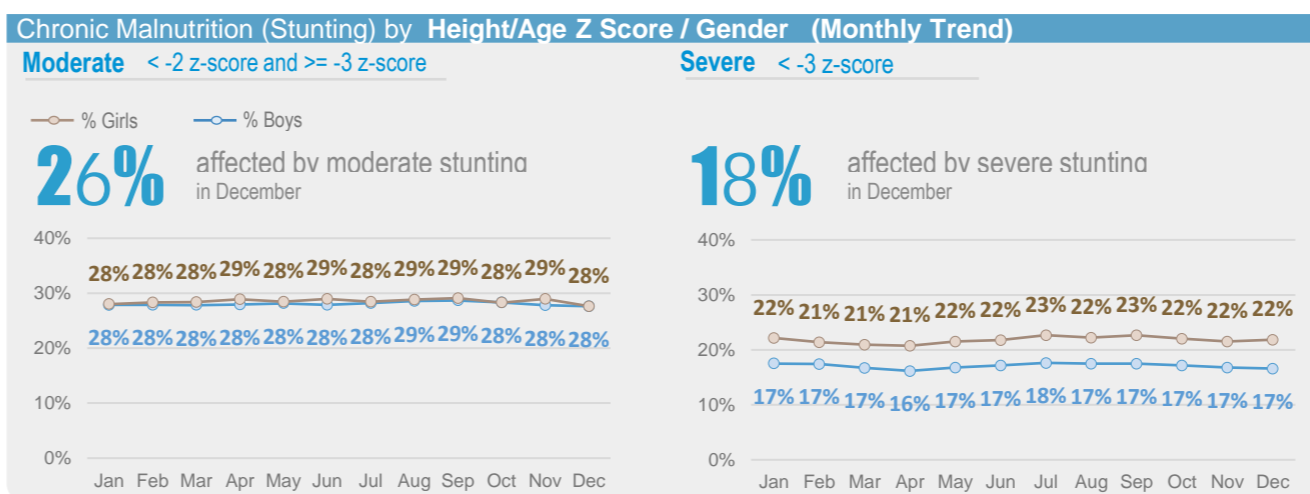 Chronic Malnutrition (Stunting) by Height/Age Z Score / Gender (Monthly Trend)
Moderate < -2 z-score and >= -3 z-score
% Girls % Boys
26% affected by moderate stunting
in December
40%
30%
20%
10%
0%
28% 28% 28% 29% 28% 29% 28% 29% 29% 28% 29% 28%
28% 28% 28% 28% 28% 28% 28% 29% 29% 28% 28% 28%
Jan Feb Mar Apr May Jun Jul Aug Sep Oct Nov Dec
Severe < -3 z-score
18% affected by severe stunting
in December
40%
30%
20%
10%
0%
22% 21% 21% 21% 22% 22% 23% 22% 23% 22% 22% 22%
17% 17% 17% 16% 17% 17% 18% 17% 17% 17% 17% 17%
Jan Feb Mar Apr May Jun Jul Aug Sep Oct Nov Dec